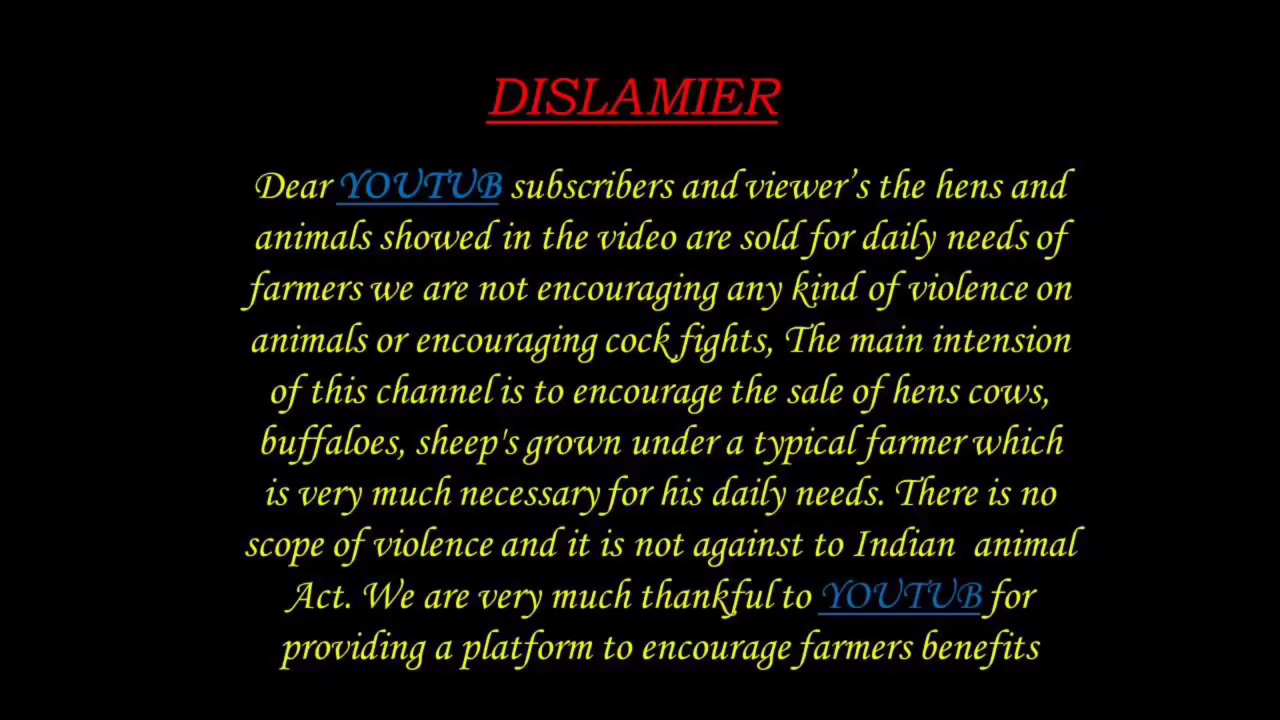 DISLAMIER
Dear YOUTUB subscribers and viewer’s the hens and
animals showed in the video are sold for daily needs of
farmers we are not encouraging any kind of violence on
animals or encouraging cock fights, The main intension
of this channel is to encourage the sale of hens cows,
buffaloes, sheep's grown under a typical farmer which
is very much necessary for his daily needs. There is no
scope of violence and it is not against to Indian  animal
Act. We are very much thankful to YOUTUB for
providing a platform to encourage farmers benefits